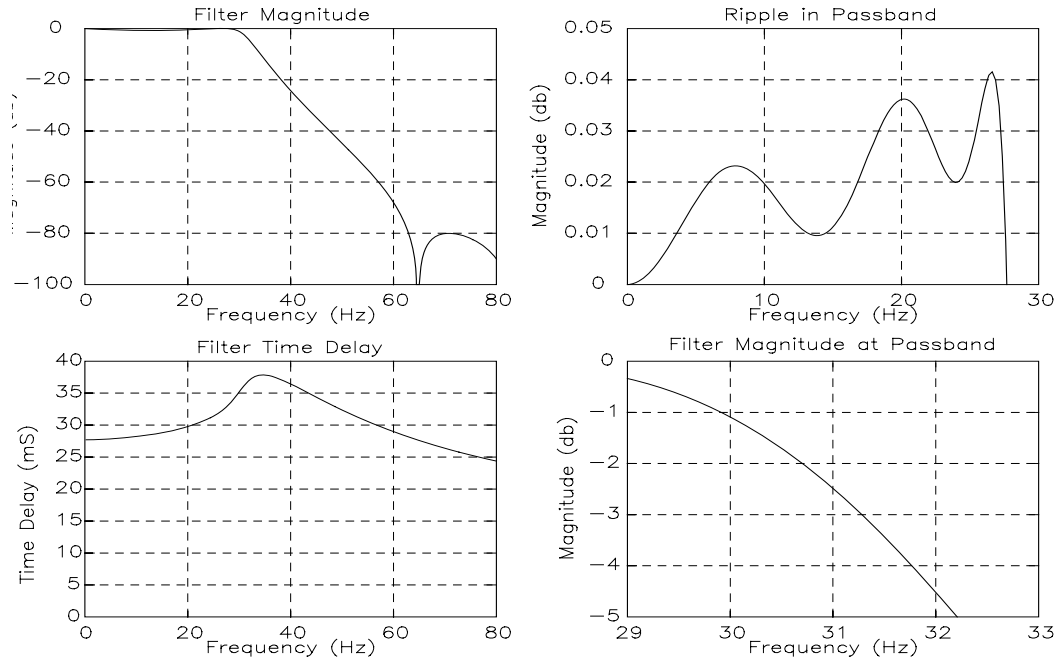 Filter Magnitude
0
−20
−40
−60
−80
−100
0 20 40 60 80
Frequency (Hz)
Ripple in Passband
Magnitude (db)
0.05
0.04
0.03
0.02
0.01
0
0 10 20 30
Frequency (Hz)
Filter Time Delay
Time Delay (mS)
40
35
30
25
20
15
10
5
0
0 20 40 60 80
Frequency (Hz)
Filter Magnitude at Passband
Magnitude (db)
0
−1
−2
−3
−4
−5
29 30 31 32 33
Frequency (Hz)